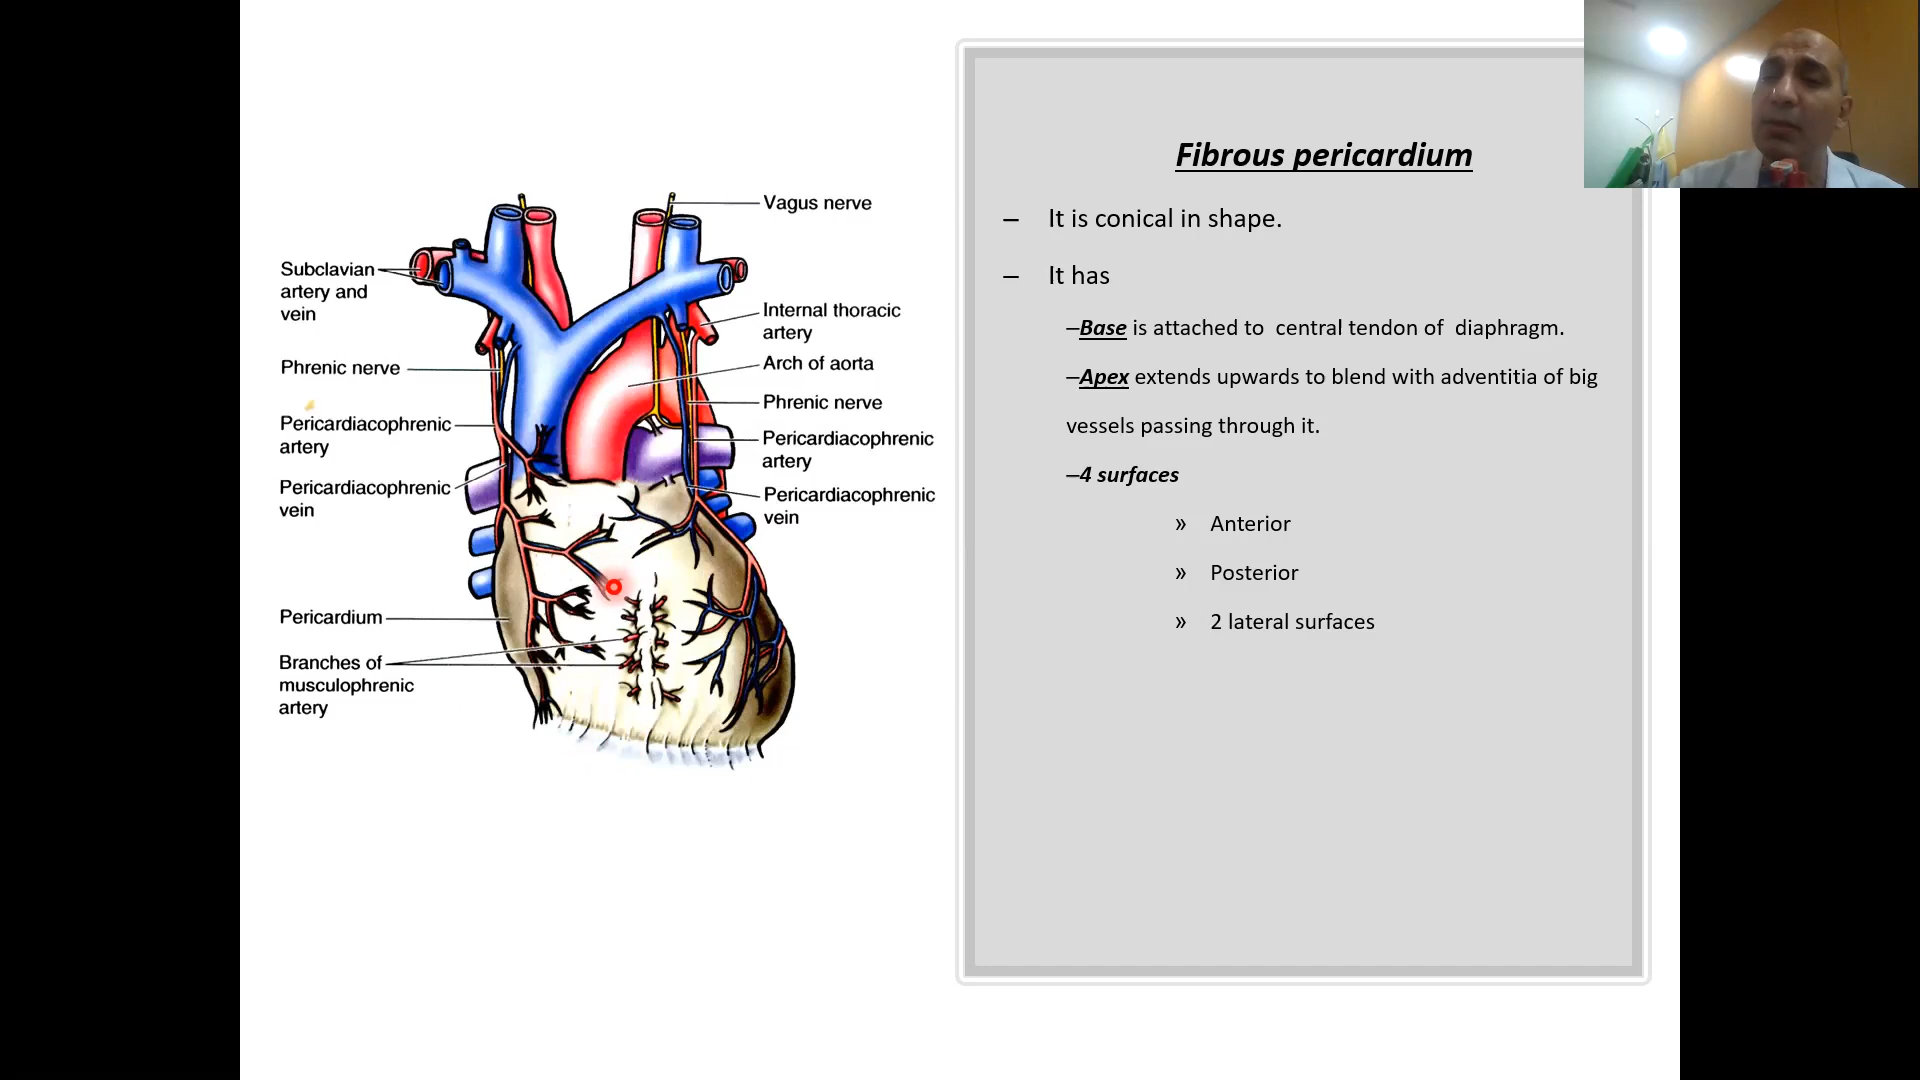 Vagus nerve
Subclavian
artery and
vein
Internal thoracic
artery
Phrenic nerve
Arch of aorta
Phrenic nerve
Pericardiacophrenic
artery
Pericardiacophrenic
artery
Pericardiacophrenic
vein
Pericardiacophrenic
vein
Pericardium
Branches of
musculophrenic
artery
Fibrous pericardium
– It is conical in shape.
– It has
–Base is attached to central tendon of diaphragm.
–Apex extends upwards to blend with adventitia of big
vessels passing through it.
–4 surfaces
» Anterior
» Posterior
» 2 lateral surfaces